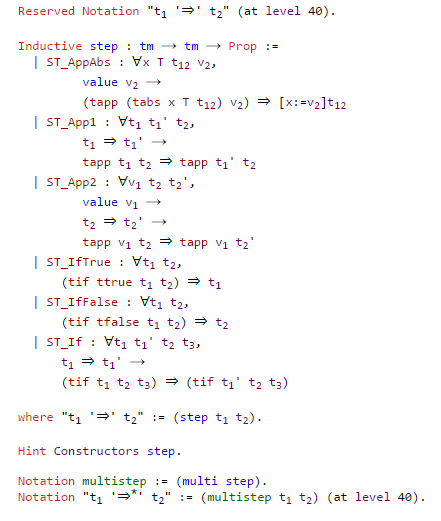 Reserved Notation "t₁ '⇒' t₂" (at level 40).
Inductive step : tm → tm → Prop :=
| ST_AppAbs : ∀x T t₁₂ v₂,
value v₂ →
(tapp (tabs x T t₁₂) v₂) ⇒ [x:=v₂]t₁₂
| ST_App1 : ∀t₁ t₁' t₂,
t₁ ⇒ t₁' →
tapp t₁ t₂ ⇒ tapp t₁' t₂
| ST_App2 : ∀v₁ t₂ t₂',
value v₁ →
t₂ ⇒ t₂' →
tapp v₁ t₂ ⇒ tapp v₁ t₂'
| ST_IfTrue : ∀t₁ t₂,
(tif ttrue t₁ t₂) ⇒ t₁
| ST_IfFalse : ∀t₁ t₂,
(tif tfalse t₁ t₂) ⇒ t₂
| ST_If : ∀t₁ t₁' t₂ t₃,
t₁ ⇒ t₁' →
(tif t₁ t₂ t₃) ⇒ (tif t₁' t₂ t₃)
where "t₁ '⇒' t₂" := (step t₁ t₂).
Hint Constructors step.
Notation multistep := (multi step).
Notation "t₁ '⇒*' t₂" := (multistep t₁ t₂) (at level 40).